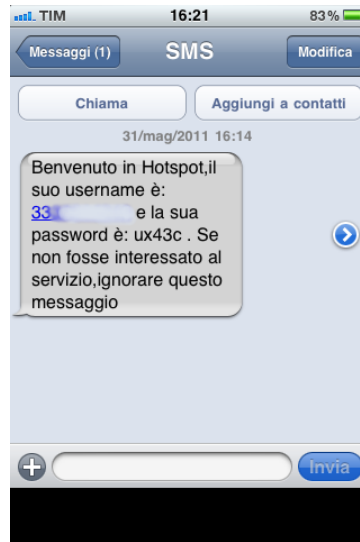 TIM 16:21 83%
Messaggi (1) SMS Modifica
Chiama Aggiungi a contatti
31/mag/2011 16:14
Benvenuto in Hotspot,il
suo username è:
33 e la sua
password è: ux43c . Se
non fosse interessato al
servizio,ignorare questo
messaggio
Invia